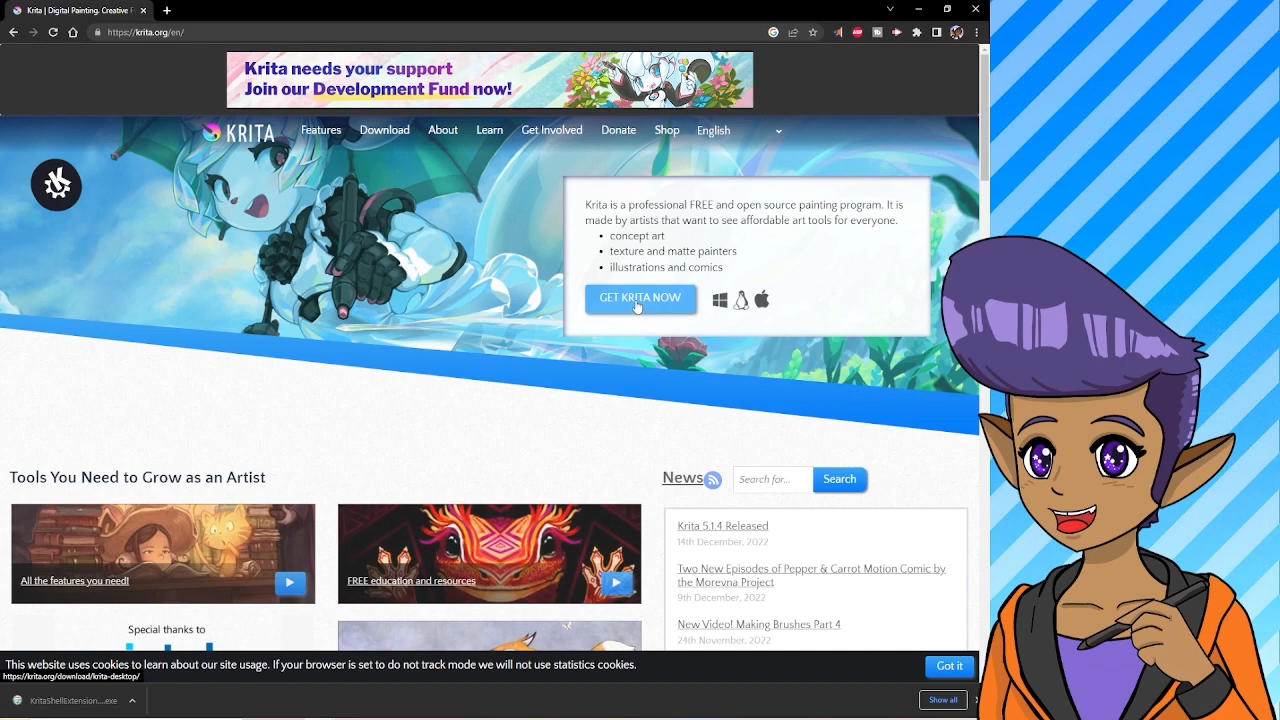 Krita | Digital Painting. Creative F
https://krita.org/en/
Krita needs your support
Join our Development Fund now!
KRITA
Features
Download
About
Learn
Get Involved
Donate
Shop
English
Krita is a professional FREE and open source painting program. It is
made by artists that want to see affordable art tools for everyone.
• concept art
• texture and matte painters
• illustrations and comics
GET KRITA NOW
Tools You Need to Grow as an Artist
News
Search for...
Search
All the features you need!
FREE education and resources
Krita 5.1.4 Released
14th December, 2022
Two New Episodes of Pepper & Carrot Motion Comic by
the Morevna Project
9th December, 2022
New Video! Making Brushes Part 4
24th November, 2022
Special thanks to
This website uses cookies to learn about our site usage. If your browser is set to do not track mode we will not use statistics cookies.
Got it
https://krita.org/download/krita-desktop/
KritaShellExtension....exe
Show all